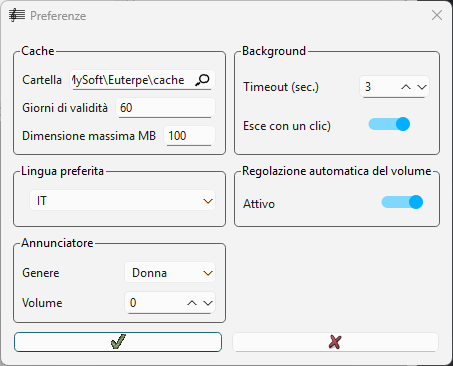 Preferenze
Cache
Cartella
MySoft\Euterpe\cache
Giorni di validità
60
Dimensione massima MB
100
Background
Timeout (sec.)
3
Esce con un clic)
Lingua preferita
IT
Regolazione automatica del volume
Attivo
Annunciatore
Genere
Donna
Volume
0